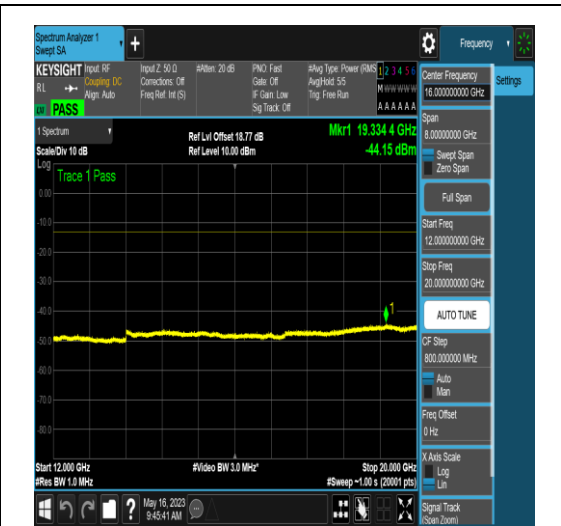 Spectrum Analyzer 1
Swept SA
+
Frequency
KEYSIGHT
Input: RF
Coupling: DC
Align: Auto
RL
PASS
Input Z: 50 Ω
Corrections: Off
Freq Ref: Int (S)
#Atten: 20 dB
PNO: Fast
Gate: Off
IF Gain: Low
Sig Track: Off
#Avg Type: Power (RMS
Avg|Hold: 5/5
Trig: Free Run
1 2 3 4 5 6
M W W W W W
A A A A A A
Center Frequency
16.000000000 GHz
Settings
Span
8.00000000 GHz
Swept Span
Zero Span
Full Span
Start Freq
12.000000000 GHz
Stop Freq
20.000000000 GHz
AUTO TUNE
CF Step
800.000000 MHz
Auto
Man
Freq Offset
0 Hz
X Axis Scale
Log
Lin
Signal Track
(Span Zoom)
1 Spectrum
Scale/Div 10 dB
Ref Lvl Offset 18.77 dB
Ref Level 10.00 dBm
Mkr1 19.334 4 GHz
-44.15 dBm
Log
Trace 1 Pass
0.00
-10.0
-20.0
-30.0
-40.0
-50.0
-60.0
-70.0
-80.0
1
Start 12.000 GHz
#Res BW 1.0 MHz
#Video BW 3.0 MHz*
Stop 20.000 GHz
#Sweep ~1.00 s (20001 pts)
?
May 16, 2023
9:45:41 AM